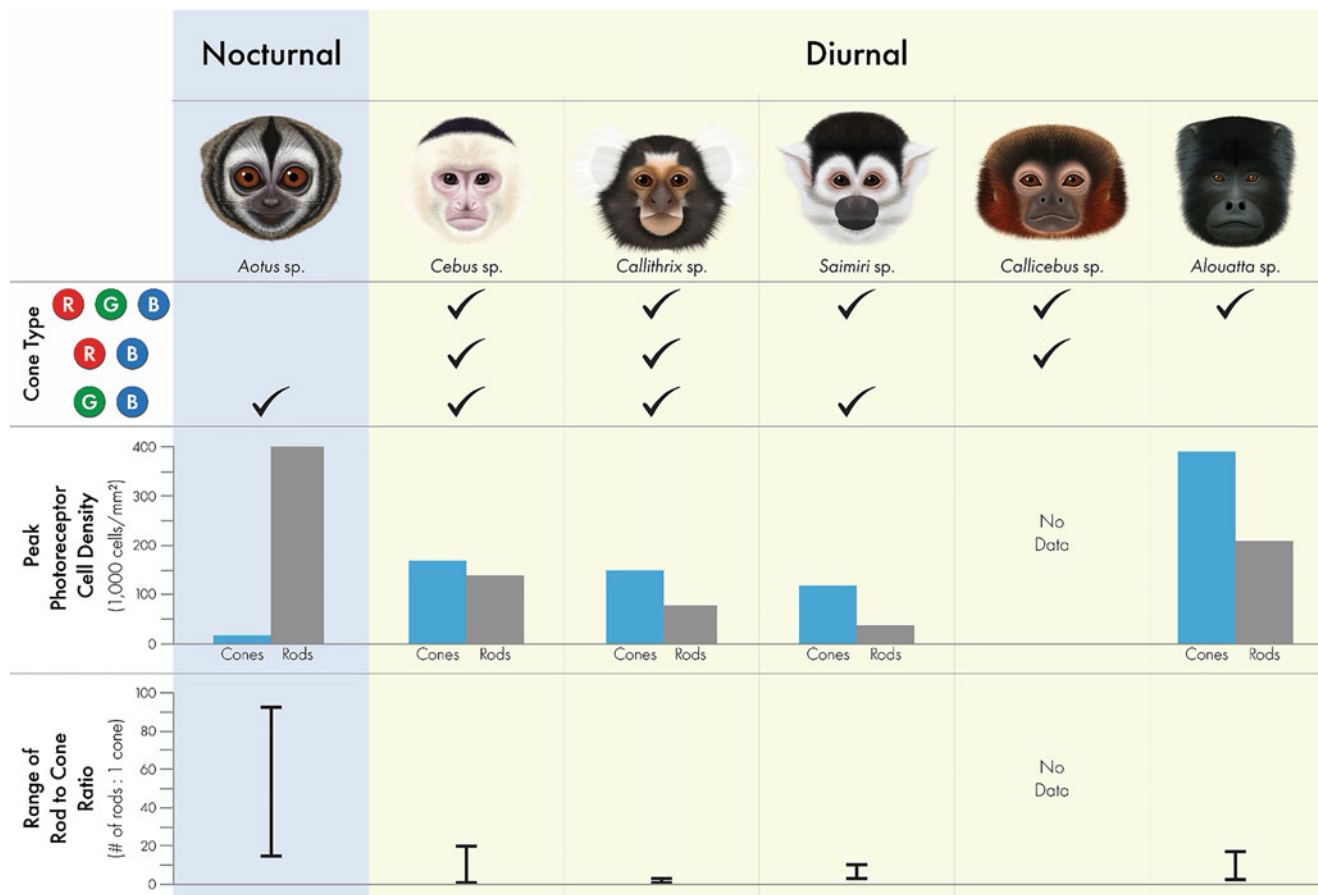 Nocturnal
Diurnal
Aotus sp.
Cebus sp.
Callithrix sp.
Saimiri sp.
Callicebus sp.
Alouatta sp.
Cone Type
R G B
R B
G B
Peak
Photoreceptor
Cell Density
(1,000 cells/mm²)
400
300
200
100
0
Cones Rods
Cones Rods
Cones Rods
Cones Rods
No
Data
Cones Rods
Range of
Rod to Cone
Ratio
(# of rods : 1 cone)
100
80
60
40
20
0
No
Data